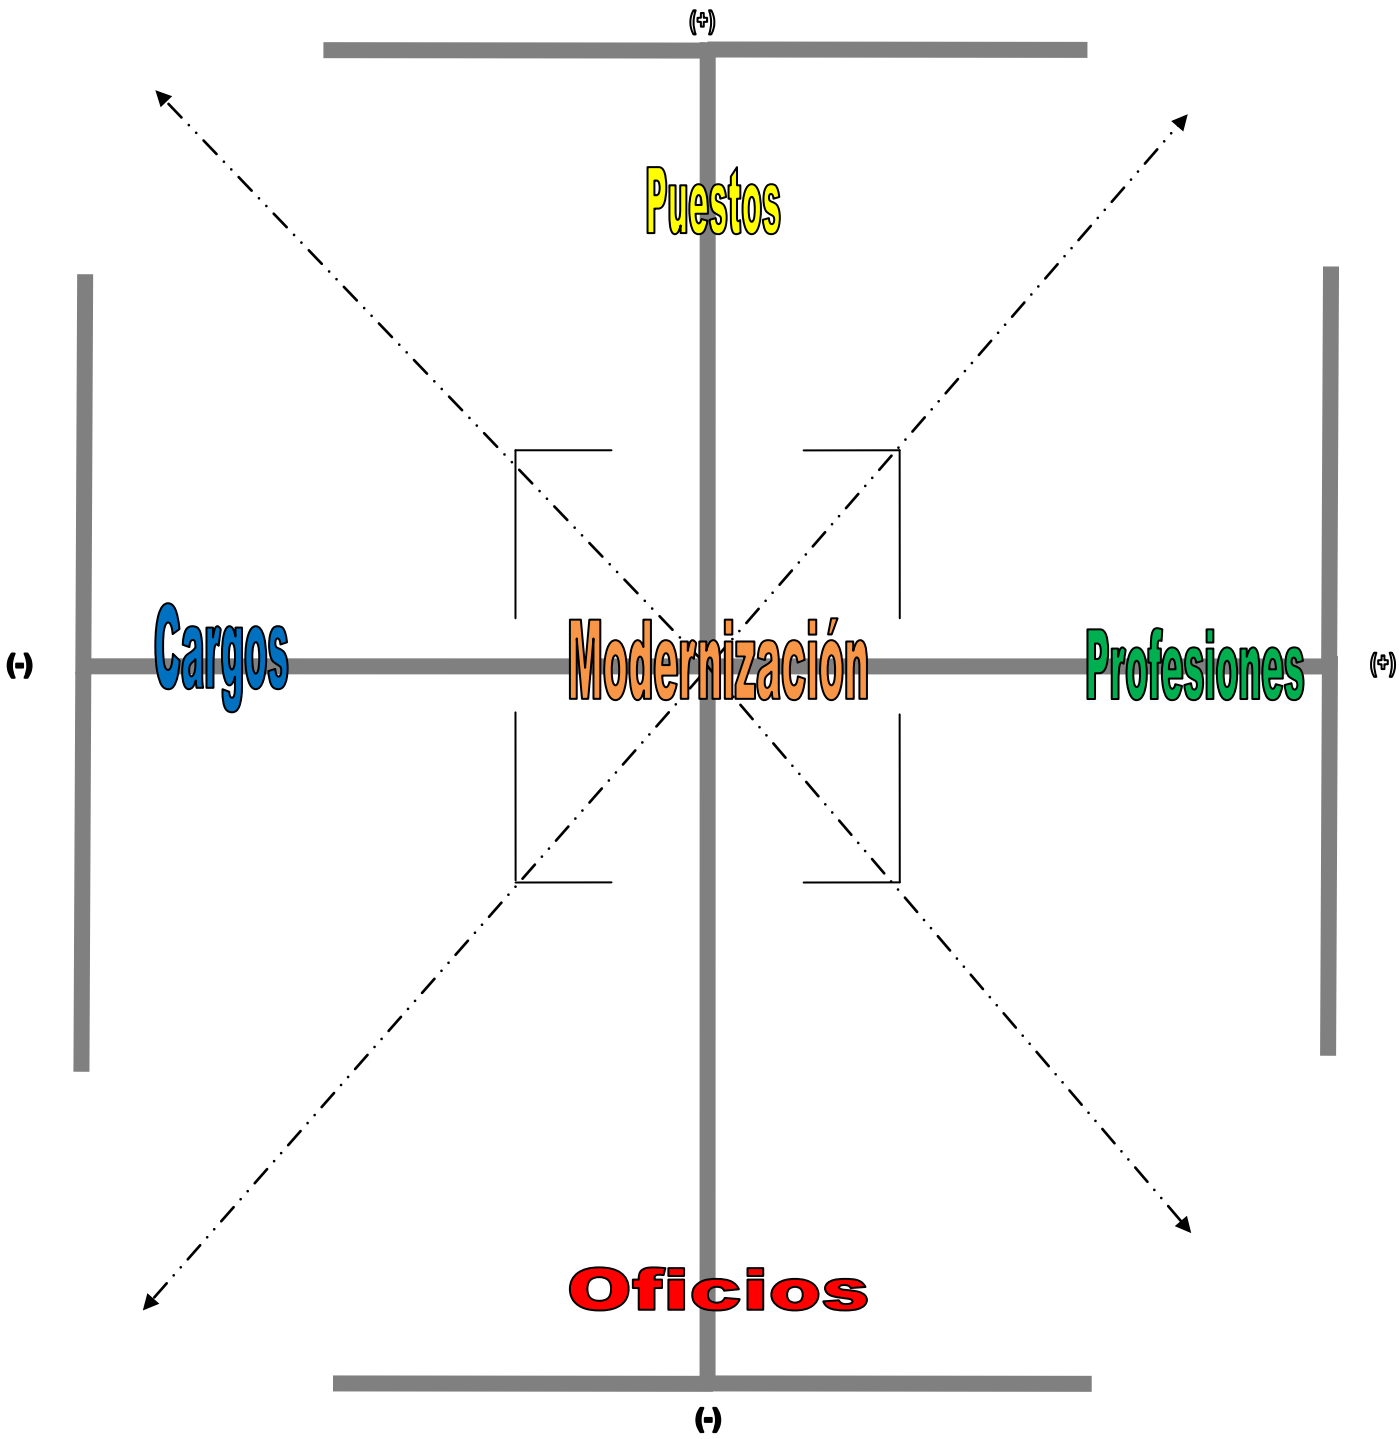 (+)
Puestos
Cargos
Modernización
Profesiones
(-)
(+)
Oficios
(-)